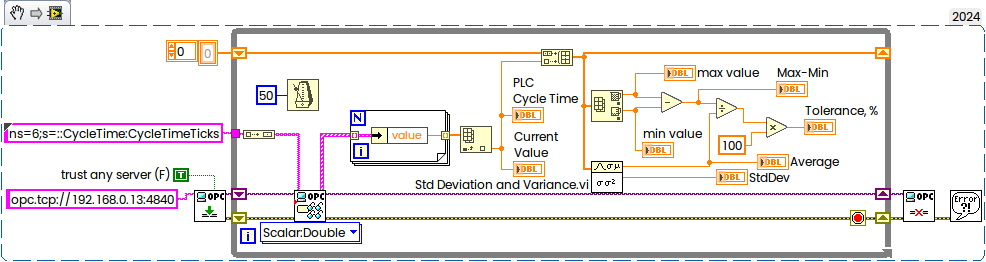 2024
0
0
50
PLC
Cycle Time
DBL
Current
Value
DBL
N
value
i
DBL
max value
Max-Min
DBL
Tolerance, %
DBL
100
min value
DBL
DBL
Average
DBL
StdDev
Std Deviation and Variance.vi
σ σ²
ns=6;s=::CycleTime:CycleTimeTicks
trust any server (F)
T
opc.tcp://192.168.0.13:4840
OPC
OPC
OPC
Error
?!
i
Scalar:Double